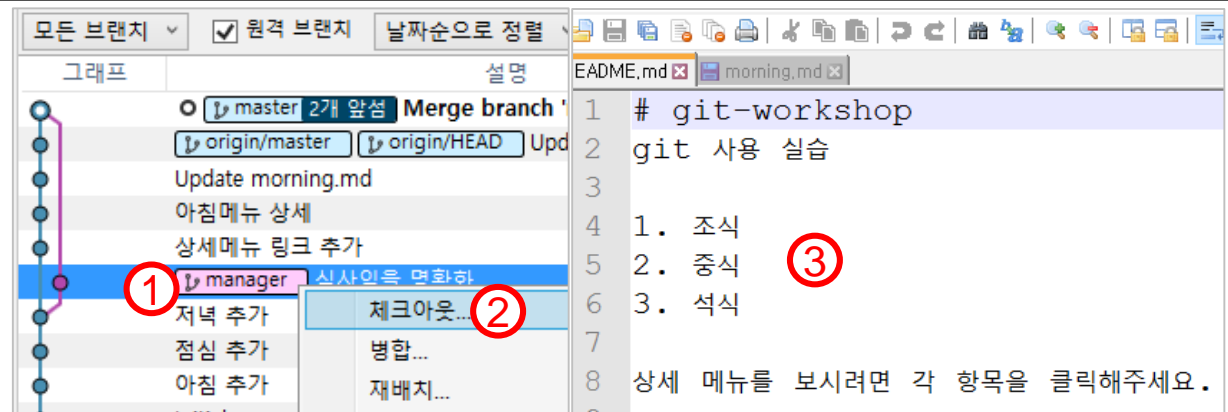 모든 브랜치 원격 브랜치 날짜순으로 정렬
그래프 설명
master 2개 앞섬 Merge branch '
origin/master origin/HEAD Upd
Update morning.md
아침메뉴 상세
상세메뉴 링크 추가
① manager
저녁 추가
점심 추가
아침 추가
체크아웃... ②
병합...
재배치...
EADME.md morning.md
1 # git-workshop
2 git 사용 실습
3
4 1. 조식
5 2. 중식 ③
6 3. 석식
7
8 상세 메뉴를 보시려면 각 항목을 클릭해주세요.